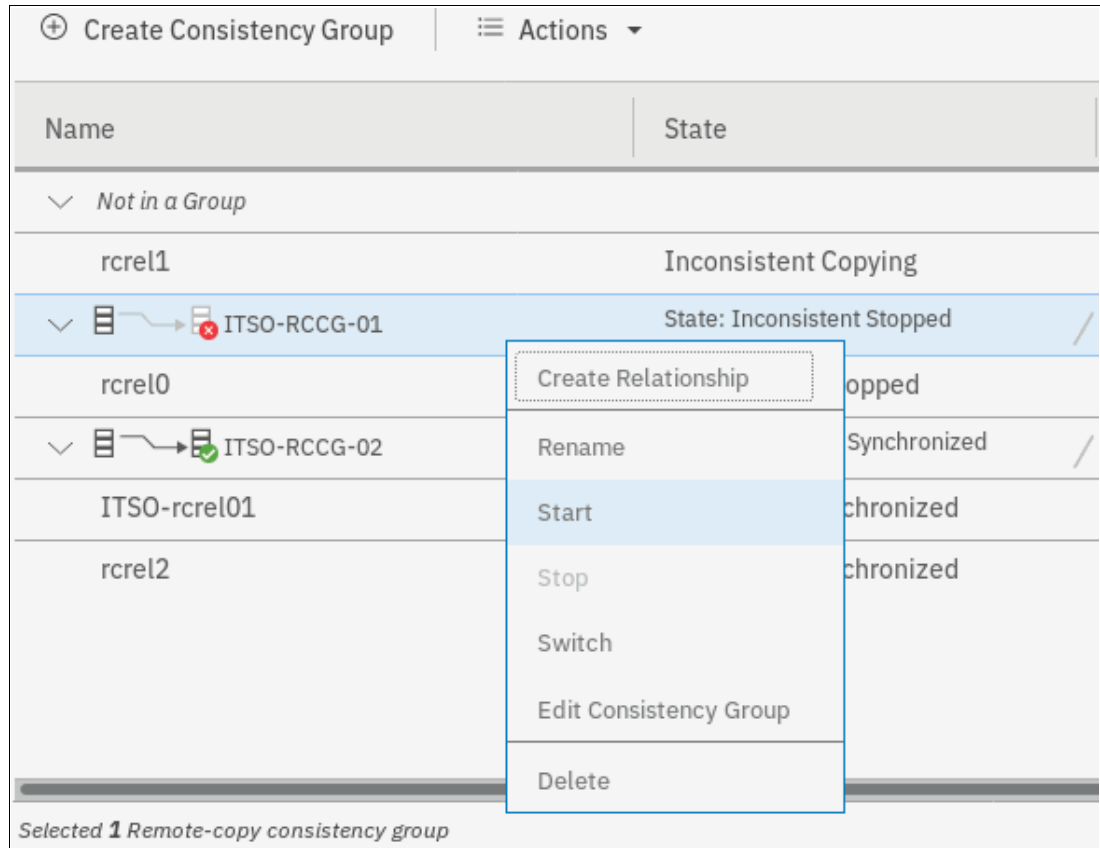 Create Consistency Group Actions
Name State
Not in a Group
rcrel1 Inconsistent Copying
ITSO-RCCG-01 State: Inconsistent Stopped
Create Relationship
rcrel0 opped
Rename
ITSO-RCCG-02 Synchronized
Start
ITSO-rcrel01 chronized
Stop
rcrel2 chronized
Switch
Edit Consistency Group
Delete
Selected 1 Remote-copy consistency group